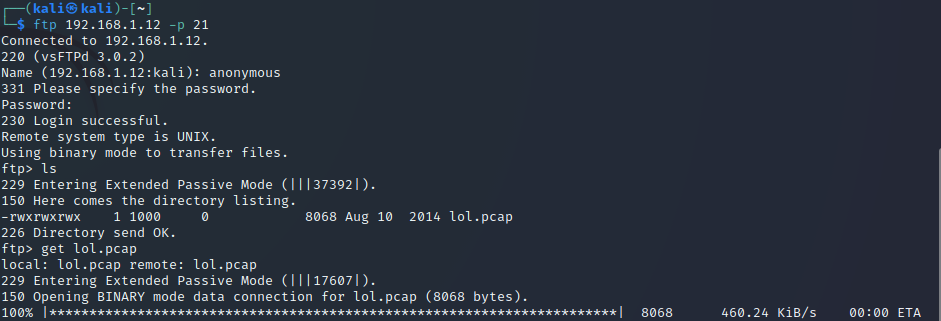 ┌──(kali㉿kali)-[~]
└─$ ftp 192.168.1.12 -p 21
Connected to 192.168.1.12.
220 (vsFTPd 3.0.2)
Name (192.168.1.12:kali): anonymous
331 Please specify the password.
Password:
230 Login successful.
Remote system type is UNIX.
Using binary mode to transfer files.
ftp> ls
229 Entering Extended Passive Mode (|||37392|).
150 Here comes the directory listing.
-rwxrwxrwx    1 1000     0            8068 Aug 10  2014 lol.pcap
226 Directory send OK.
ftp> get lol.pcap
local: lol.pcap remote: lol.pcap
229 Entering Extended Passive Mode (|||17607|).
150 Opening BINARY mode data connection for lol.pcap (8068 bytes).
100% |***********************************************************************|  8068      460.24 KiB/s    00:00 ETA